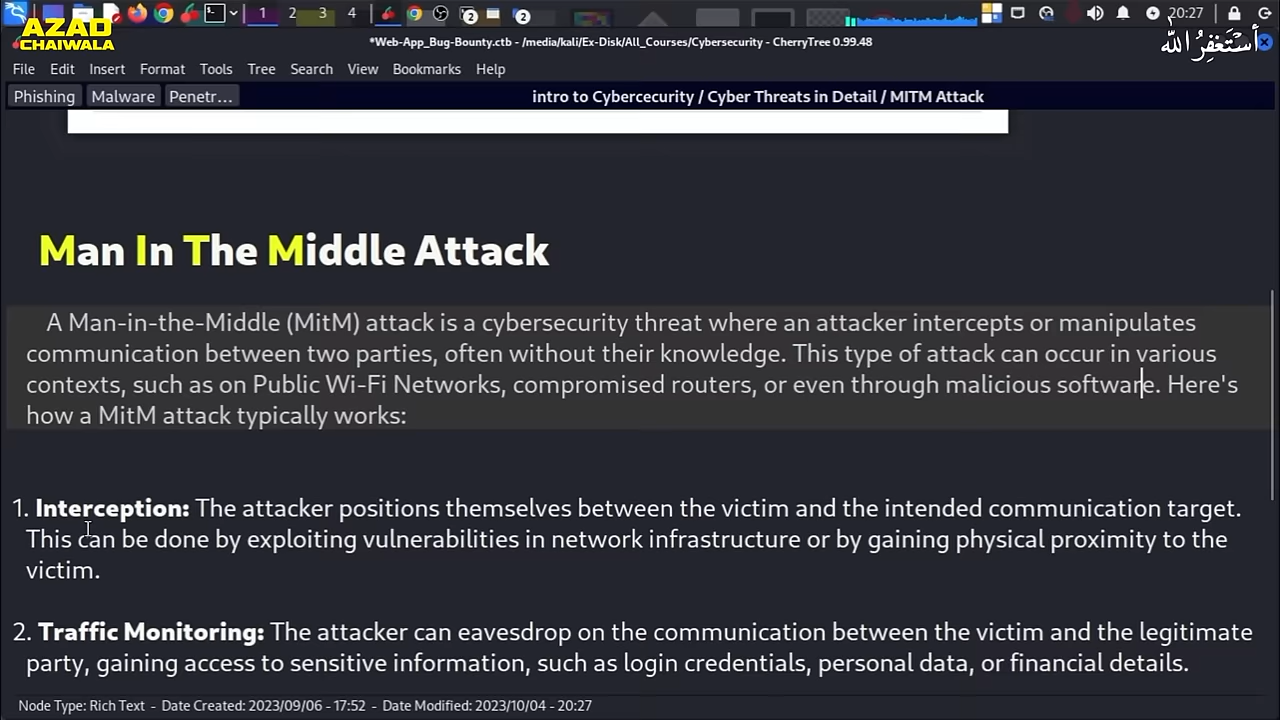 1 2 3 4 2 2 20:27
AZAD
CHAIWALA
*Web-App_Bug-Bounty.ctb - /media/kali/Ex-Disk/All_Courses/Cybersecurity - CherryTree 0.99.48
أَسْتَغْفِرُ اللّٰه
File Edit Insert Format Tools Tree Search View Bookmarks Help
Phishing Malware Penetr... intro to Cybercecurity / Cyber Threats in Detail / MITM Attack
Man In The Middle Attack
A Man-in-the-Middle (MitM) attack is a cybersecurity threat where an attacker intercepts or manipulates
communication between two parties, often without their knowledge. This type of attack can occur in various
contexts, such as on Public Wi-Fi Networks, compromised routers, or even through malicious software. Here's
how a MitM attack typically works:
1. Interception: The attacker positions themselves between the victim and the intended communication target.
This can be done by exploiting vulnerabilities in network infrastructure or by gaining physical proximity to the
victim.
2. Traffic Monitoring: The attacker can eavesdrop on the communication between the victim and the legitimate
party, gaining access to sensitive information, such as login credentials, personal data, or financial details.
Node Type: Rich Text - Date Created: 2023/09/06 - 17:52 - Date Modified: 2023/10/04 - 20:27